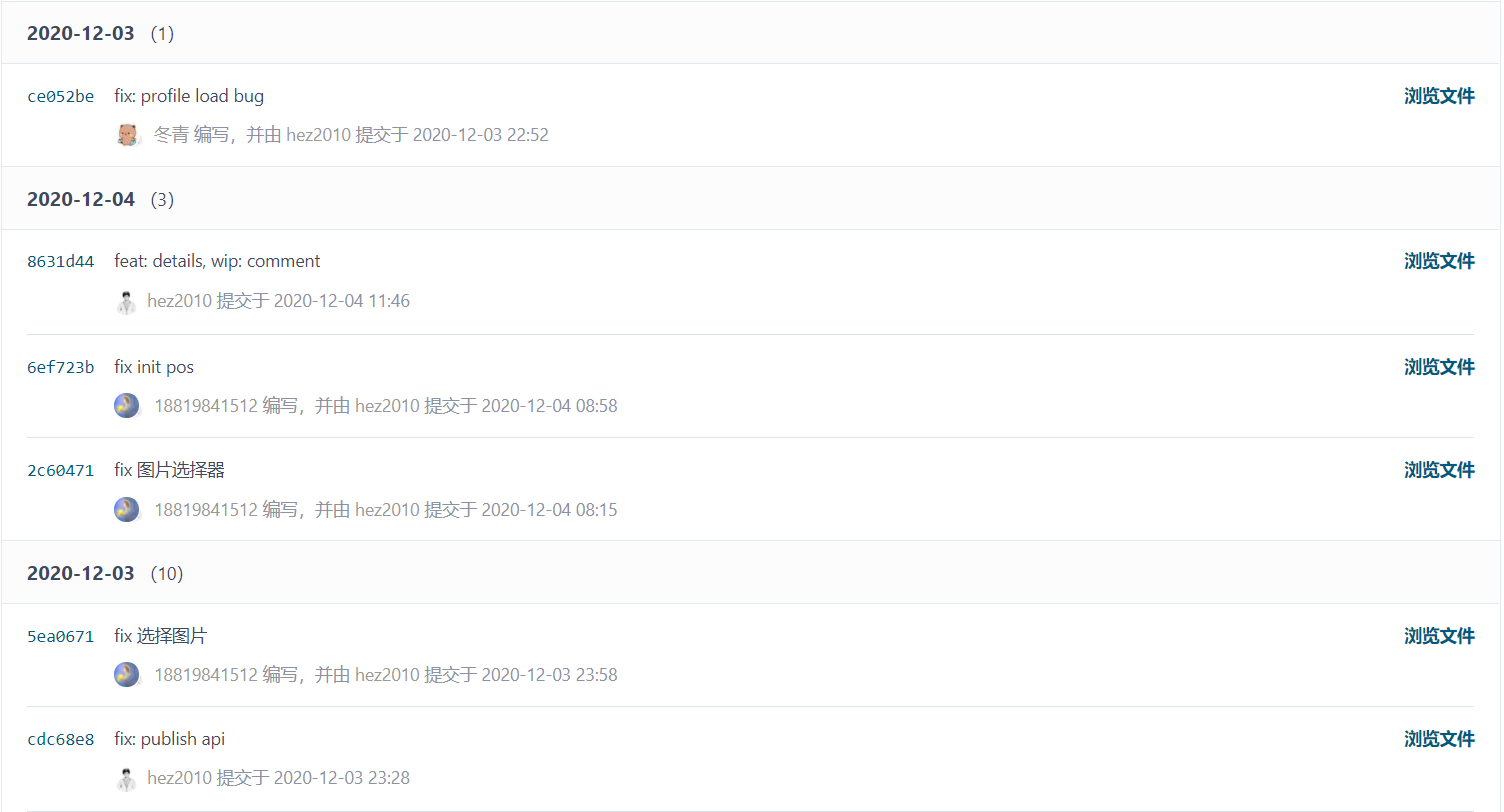 2020-12-03 (1)
ce052be fix: profile load bug 浏览文件
冬青 编写，并由 hez2010 提交于 2020-12-03 22:52
2020-12-04 (3)
8631d44 feat: details, wip: comment 浏览文件
hez2010 提交于 2020-12-04 11:46
6ef723b fix init pos 浏览文件
18819841512 编写，并由 hez2010 提交于 2020-12-04 08:58
2c60471 fix 图片选择器 浏览文件
18819841512 编写，并由 hez2010 提交于 2020-12-04 08:15
2020-12-03 (10)
5ea0671 fix 选择图片 浏览文件
18819841512 编写，并由 hez2010 提交于 2020-12-03 23:58
cdc68e8 fix: publish api 浏览文件
hez2010 提交于 2020-12-03 23:28